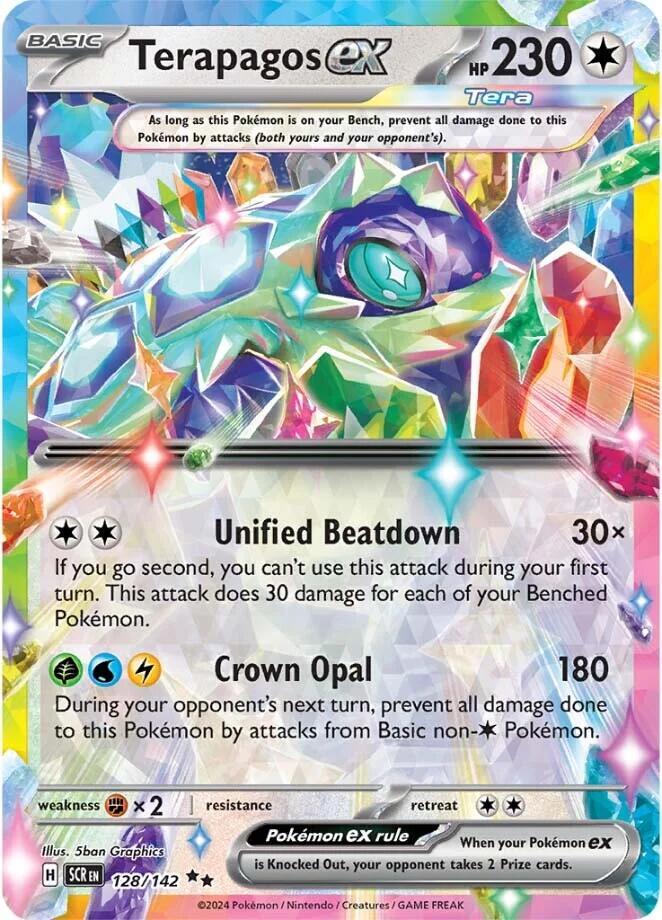 BASIC
Terapagos ex HP 230
Tera
As long as this Pokémon is on your Bench, prevent all damage done to this
Pokémon by attacks (both yours and your opponent's).
Unified Beatdown 30×
If you go second, you can't use this attack during your first
turn. This attack does 30 damage for each of your Benched
Pokémon.
Crown Opal 180
During your opponent's next turn, prevent all damage done
to this Pokémon by attacks from Basic non- Pokémon.
weakness ×2 resistance retreat
Illus. 5ban Graphics
Pokémon ex rule
When your Pokémon ex
is Knocked Out, your opponent takes 2 Prize cards.
H SCR EN 128/142
©2024 Pokémon / Nintendo / Creatures / GAME FREAK